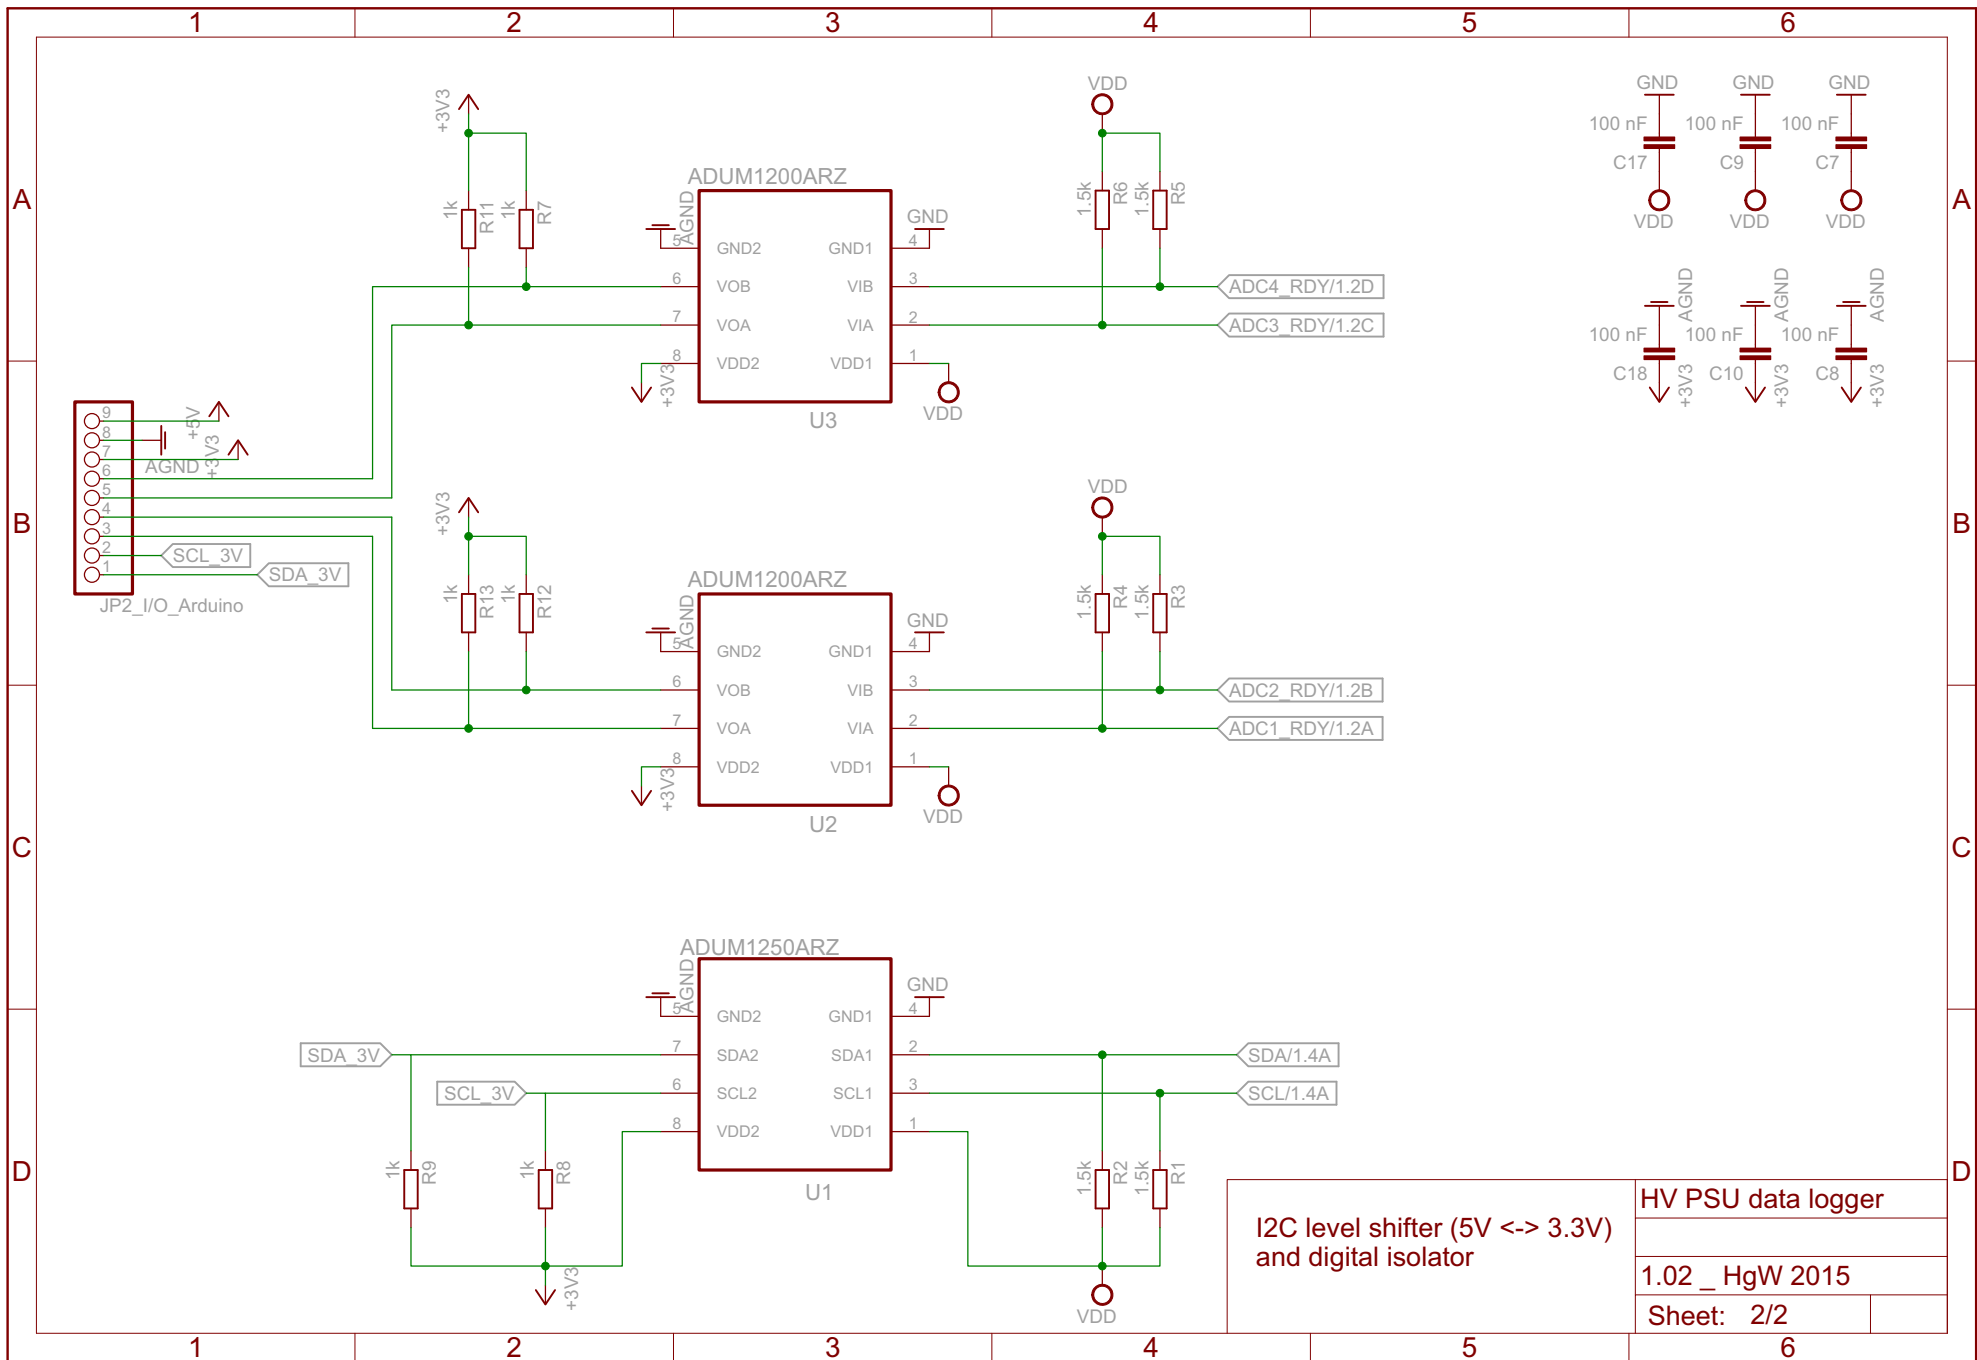 1 2 3 4 5 6
A A
B B
C C
D D
1 2 3 4 5 6
+3V3
1k
R11
1k
R7
ADUM1200ARZ
AGND
5
GND2
6
VOB
7
VOA
8
VDD2
+3V3
GND
4
GND1
3
VIB
2
VIA
1
VDD1
VDD
U3
VDD
1.5k
R6
1.5k
R5
ADC4_RDY/1.2D
ADC3_RDY/1.2C
GND
100 nF
C17
VDD
GND
100 nF
C9
VDD
GND
100 nF
C7
VDD
AGND
100 nF
C18
+3V3
AGND
100 nF
C10
+3V3
AGND
100 nF
C8
+3V3
9
+5V
8
AGND
7
+3V3
6
5
4
3
2
SCL_3V
1
SDA_3V
JP2_I/O_Arduino
+3V3
1k
R13
1k
R12
ADUM1200ARZ
AGND
5
GND2
6
VOB
7
VOA
8
VDD2
+3V3
GND
4
GND1
3
VIB
2
VIA
1
VDD1
VDD
U2
VDD
1.5k
R4
1.5k
R3
ADC2_RDY/1.2B
ADC1_RDY/1.2A
ADUM1250ARZ
AGND
5
GND2
7
SDA2
6
SCL2
8
VDD2
GND
4
GND1
2
SDA1
3
SCL1
1
VDD1
U1
SDA_3V
SCL_3V
1k
R9
1k
R8
+3V3
SDA/1.4A
SCL/1.4A
1.5k
R2
1.5k
R1
VDD
I2C level shifter (5V <-> 3.3V)
and digital isolator
HV PSU data logger
1.02 _ HgW 2015
Sheet: 2/2